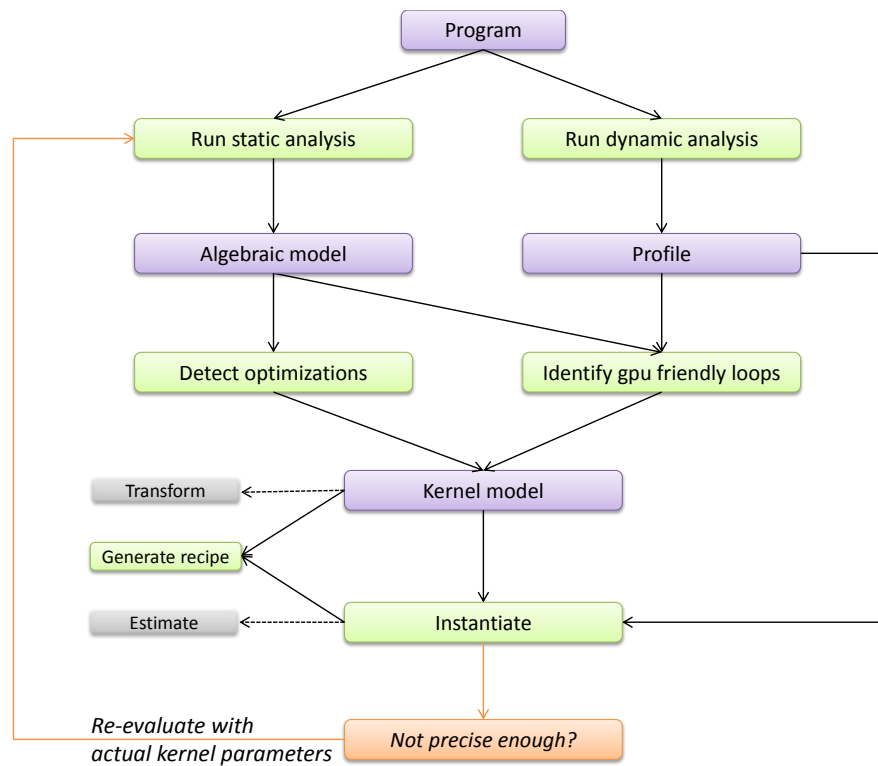 Program
Run static analysis
Run dynamic analysis
Algebraic model
Profile
Detect optimizations
Identify gpu friendly loops
Transform
Kernel model
Generate recipe
Estimate
Instantiate
Re-evaluate with
actual kernel parameters
Not precise enough?